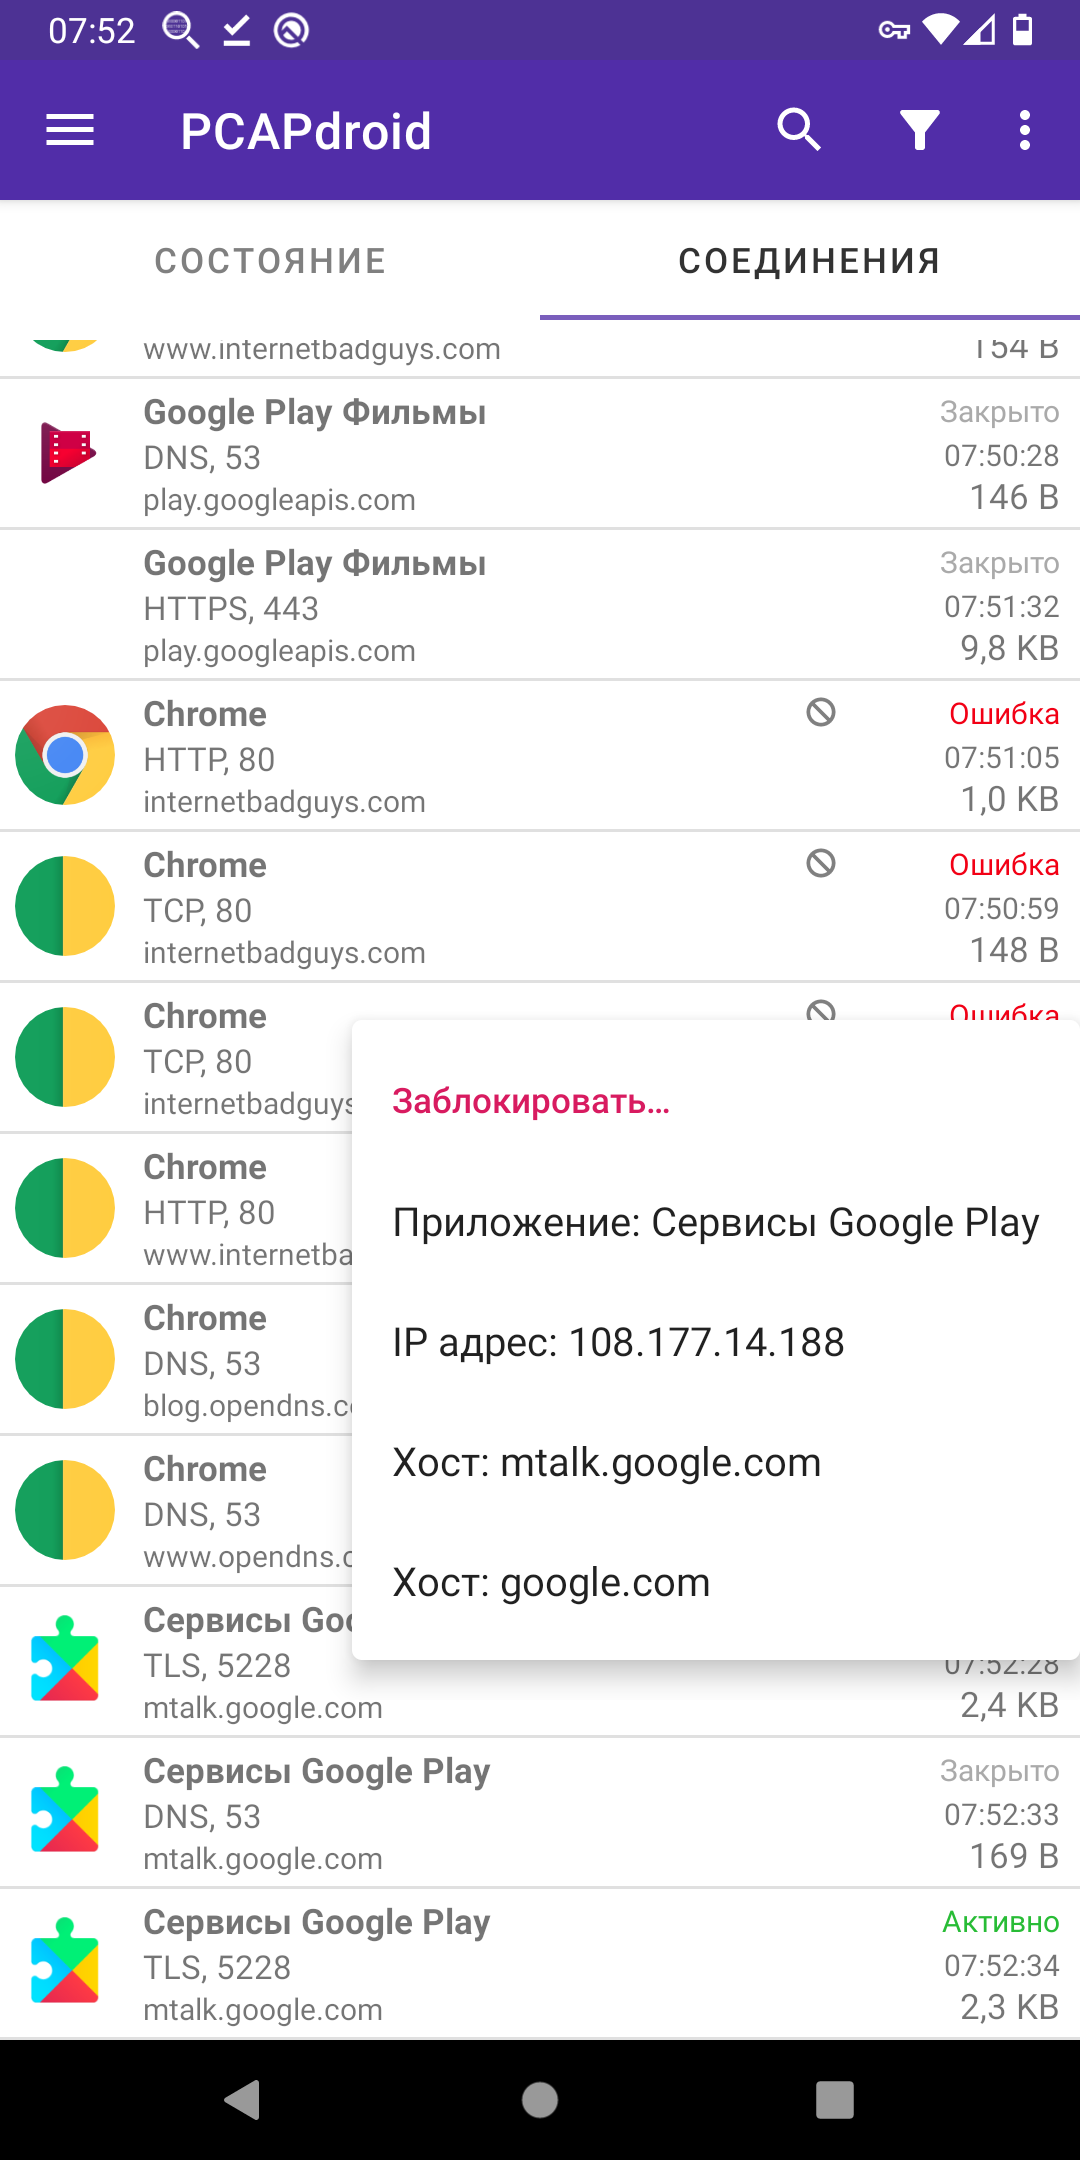 07:52
PCAPdroid
СОСТОЯНИЕ
СОЕДИНЕНИЯ
www.internetbadguys.com
154 B
Google Play Фильмы
Закрыто
DNS, 53
07:50:28
play.googleapis.com
146 B
Google Play Фильмы
Закрыто
HTTPS, 443
07:51:32
play.googleapis.com
9,8 KB
Chrome
Ошибка
HTTP, 80
07:51:05
internetbadguys.com
1,0 KB
Chrome
Ошибка
TCP, 80
07:50:59
internetbadguys.com
148 B
Chrome
Ошибка
TCP, 80
internetbadguys
Chrome
HTTP, 80
www.internetba
Chrome
DNS, 53
blog.opendns.c
Chrome
DNS, 53
www.opendns.c
Заблокировать…
Приложение: Сервисы Google Play
IP адрес: 108.177.14.188
Хост: mtalk.google.com
Хост: google.com
Сервисы Goo
TLS, 5228
07:52:28
mtalk.google.com
2,4 KB
Сервисы Google Play
Закрыто
DNS, 53
07:52:33
mtalk.google.com
169 B
Сервисы Google Play
Активно
TLS, 5228
07:52:34
mtalk.google.com
2,3 KB